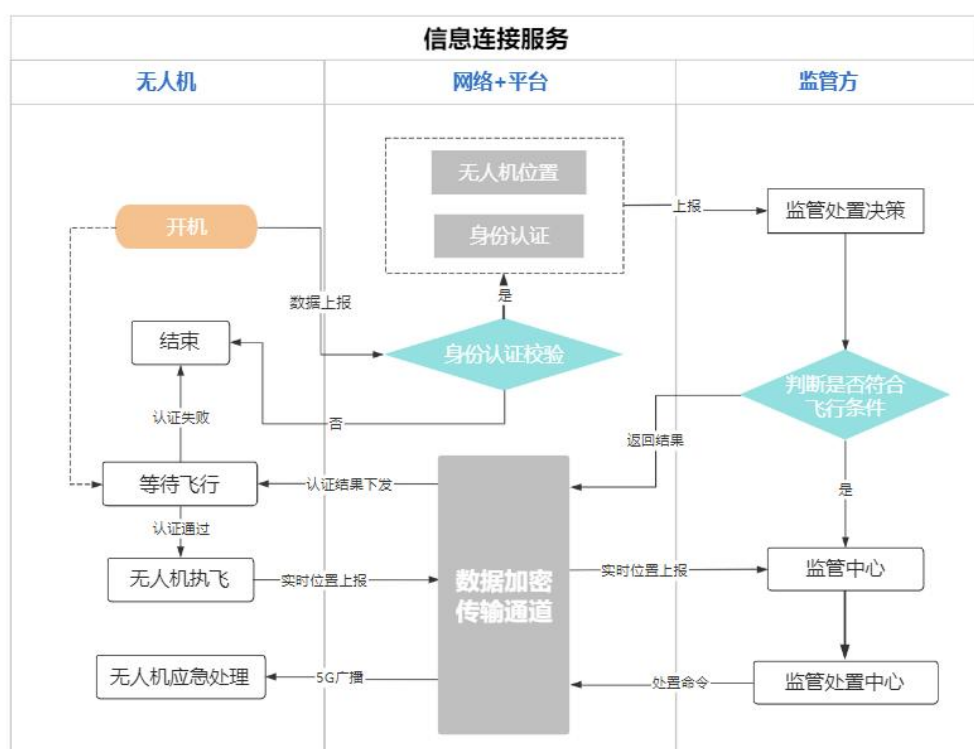 信息连接服务
无人机
网络+平台
监管方
无人机位置
开机
身份认证
上报
监管处置决策
数据上报
是
结束
身份认证校验
判断是否符合
飞行条件
认证失败
否
返回结果
等待飞行
认证结果下发
是
认证通过
无人机执飞
实时位置上报
数据加密
传输通道
实时位置上报
监管中心
无人机应急处理
5G广播
处置命令
监管处置中心